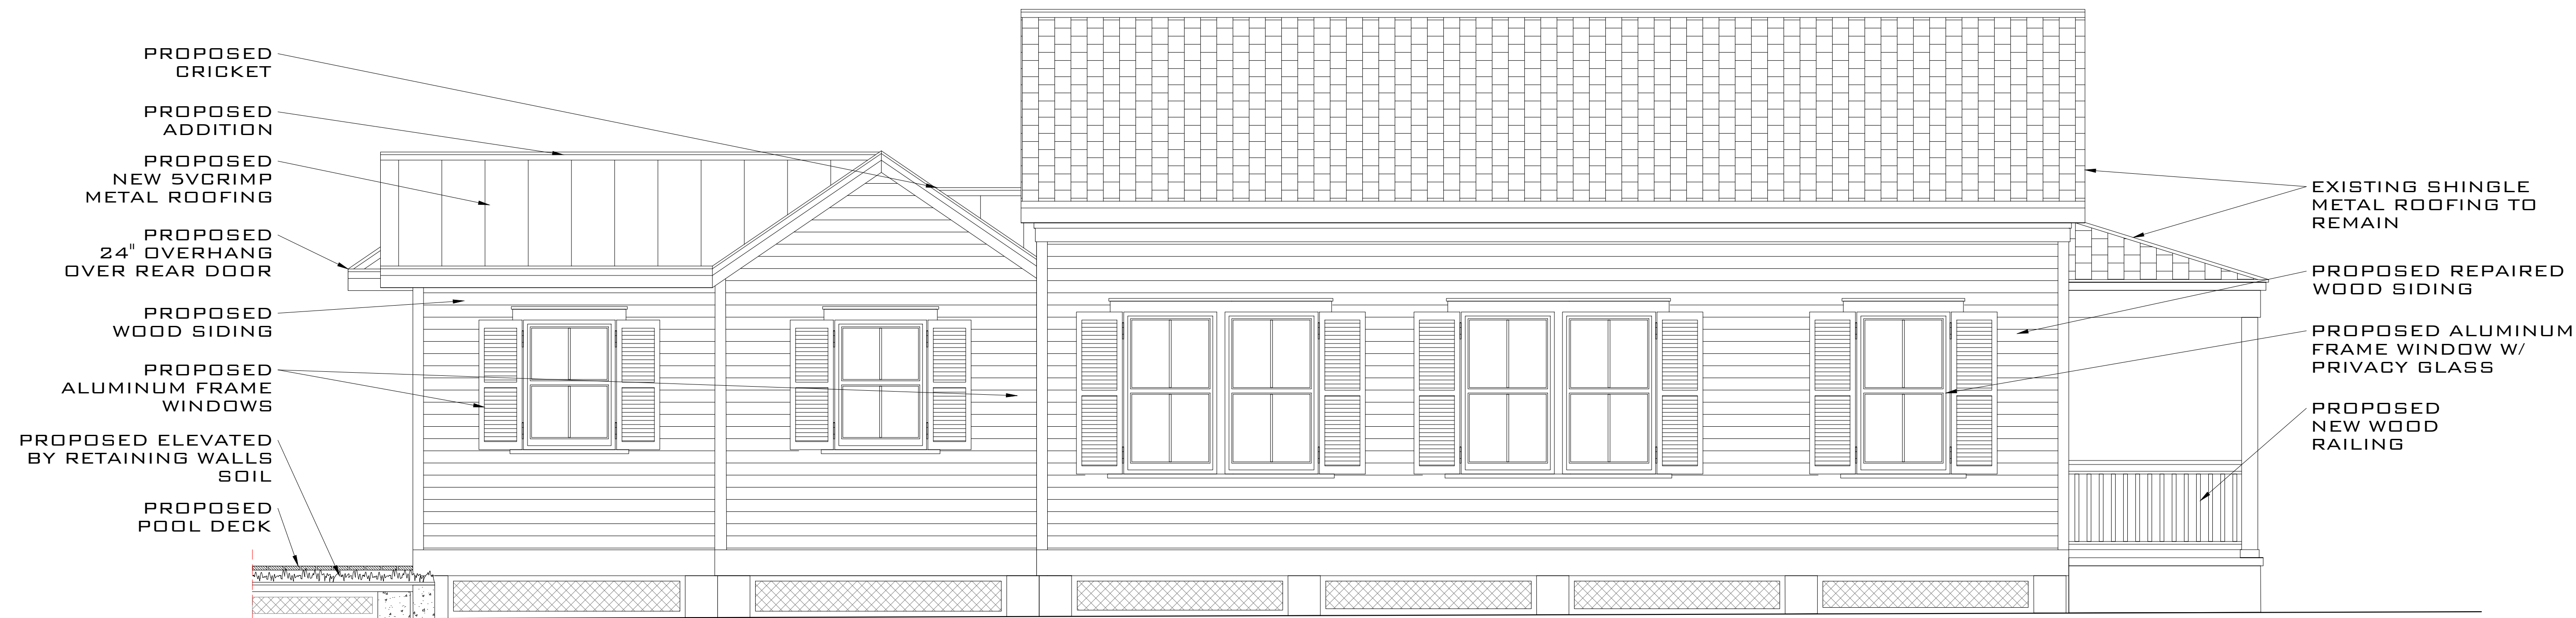 PROPOSED
CRICKET
PROPOSED
ADDITION
PROPOSED
NEW 5VCRIMP
METAL ROOFING
PROPOSED
24" OVERHANG
OVER REAR DOOR
PROPOSED
WOOD SIDING
PROPOSED
ALUMINUM FRAME
WINDOWS
PROPOSED ELEVATED
BY RETAINING WALLS
SOIL
PROPOSED
POOL DECK
EXISTING SHINGLE
METAL ROOFING TO
REMAIN
PROPOSED REPAIRED
WOOD SIDING
PROPOSED ALUMINUM
FRAME WINDOW W/
PRIVACY GLASS
PROPOSED
NEW WOOD
RAILING